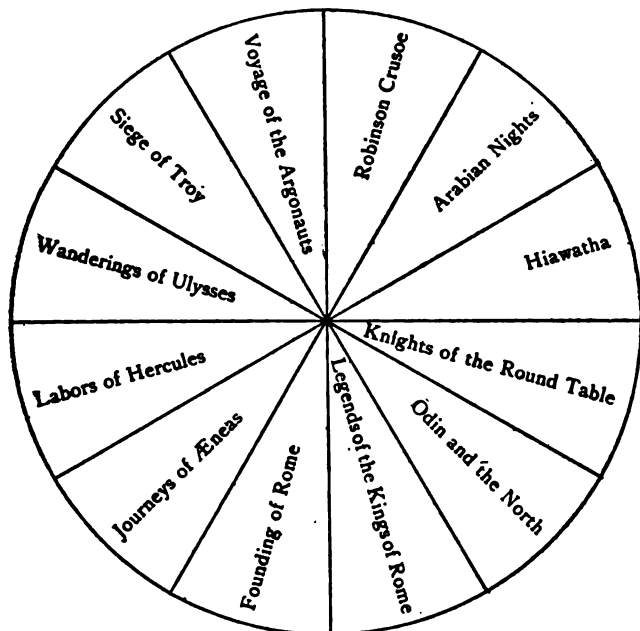 Robinson Crusoe
Arabian Nights
Hiawatha
Knights of the Round Table
Odin and the North
Legends of the Kings of Rome
Founding of Rome
Journeys of Æneas
Labors of Hercules
Wanderings of Ulysses
Siege of Troy
Voyage of the Argonauts